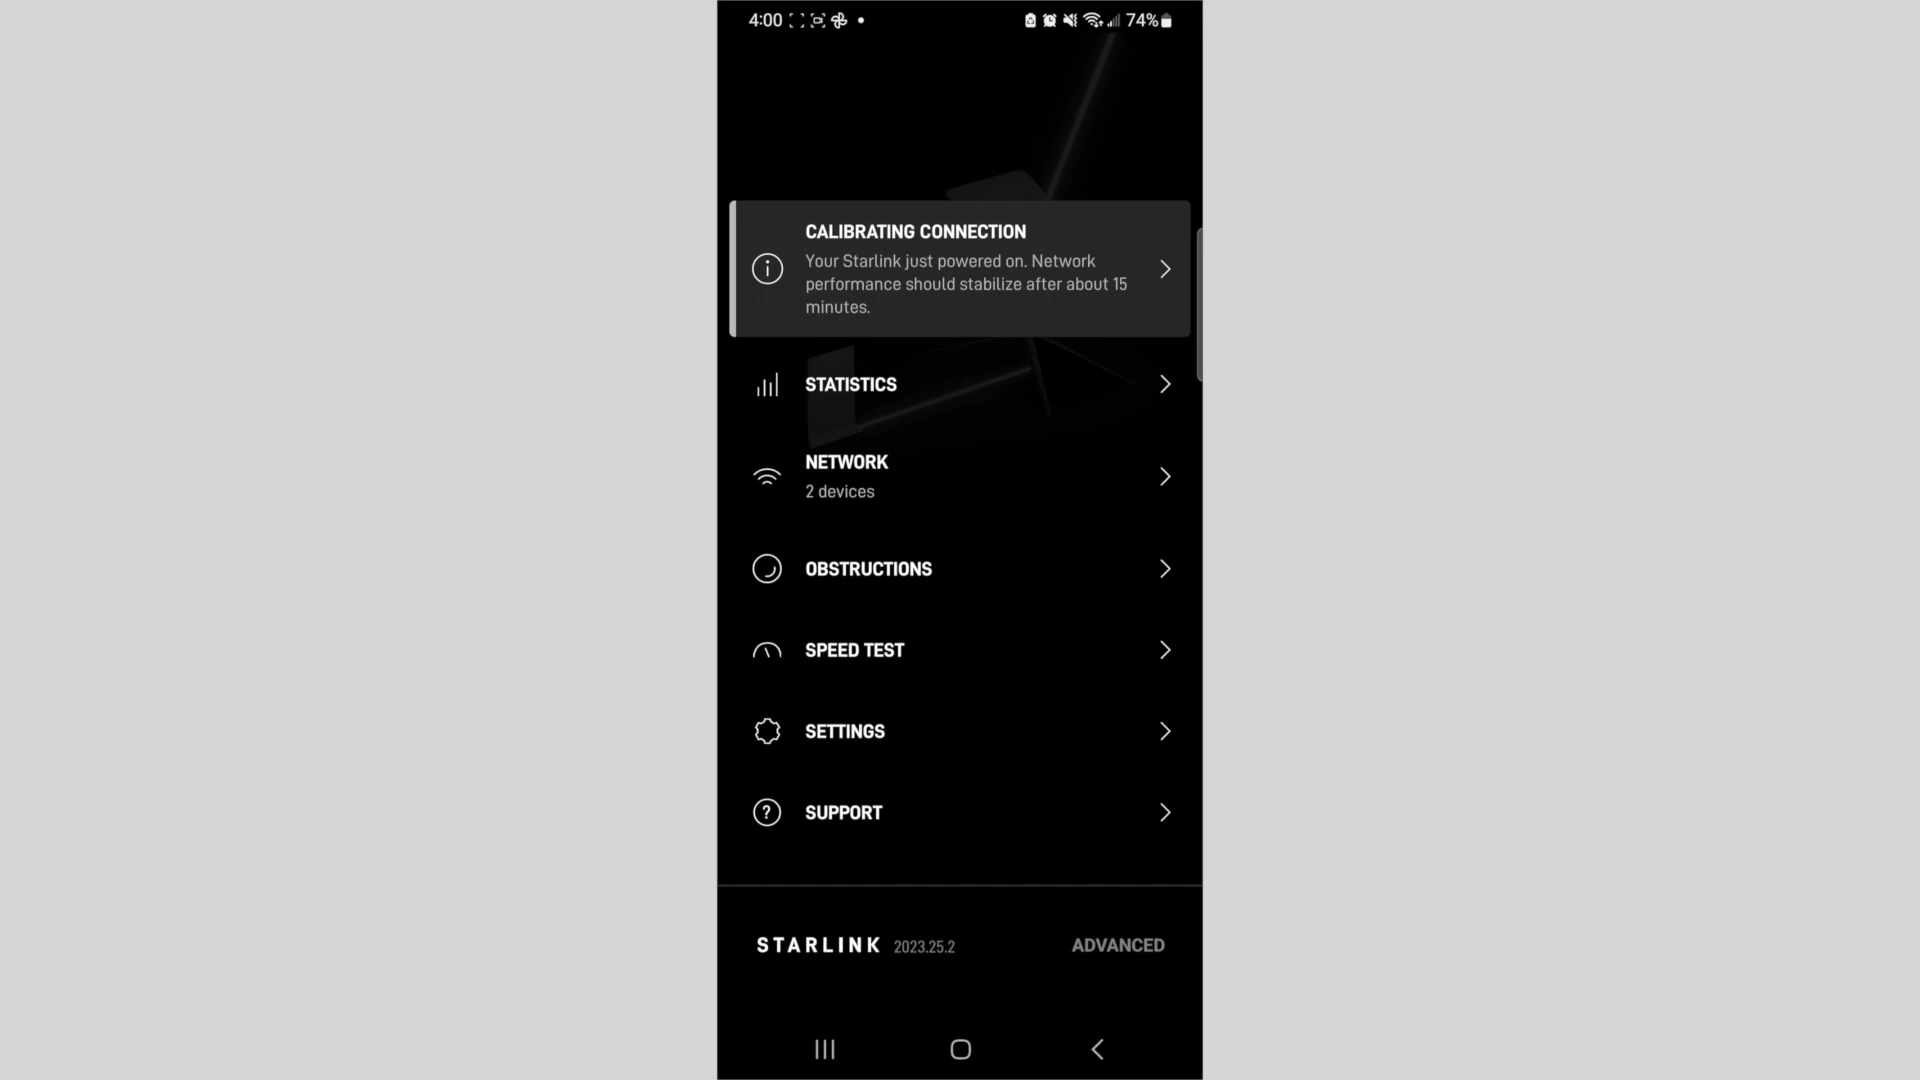 4:00 74%
CALIBRATING CONNECTION
Your Starlink just powered on. Network
performance should stabilize after about 15
minutes.
STATISTICS
NETWORK
2 devices
OBSTRUCTIONS
SPEED TEST
SETTINGS
SUPPORT
STARLINK 2023.25.2 ADVANCED